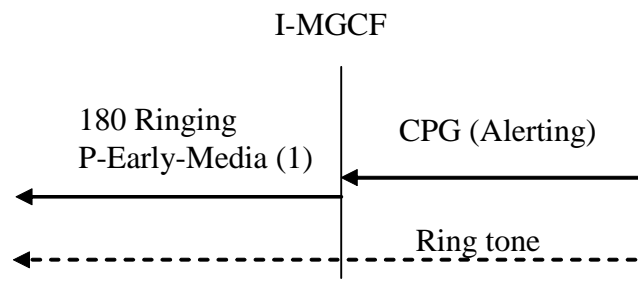 I-MGCF
180 Ringing
P-Early-Media (1)
CPG (Alerting)
Ring tone